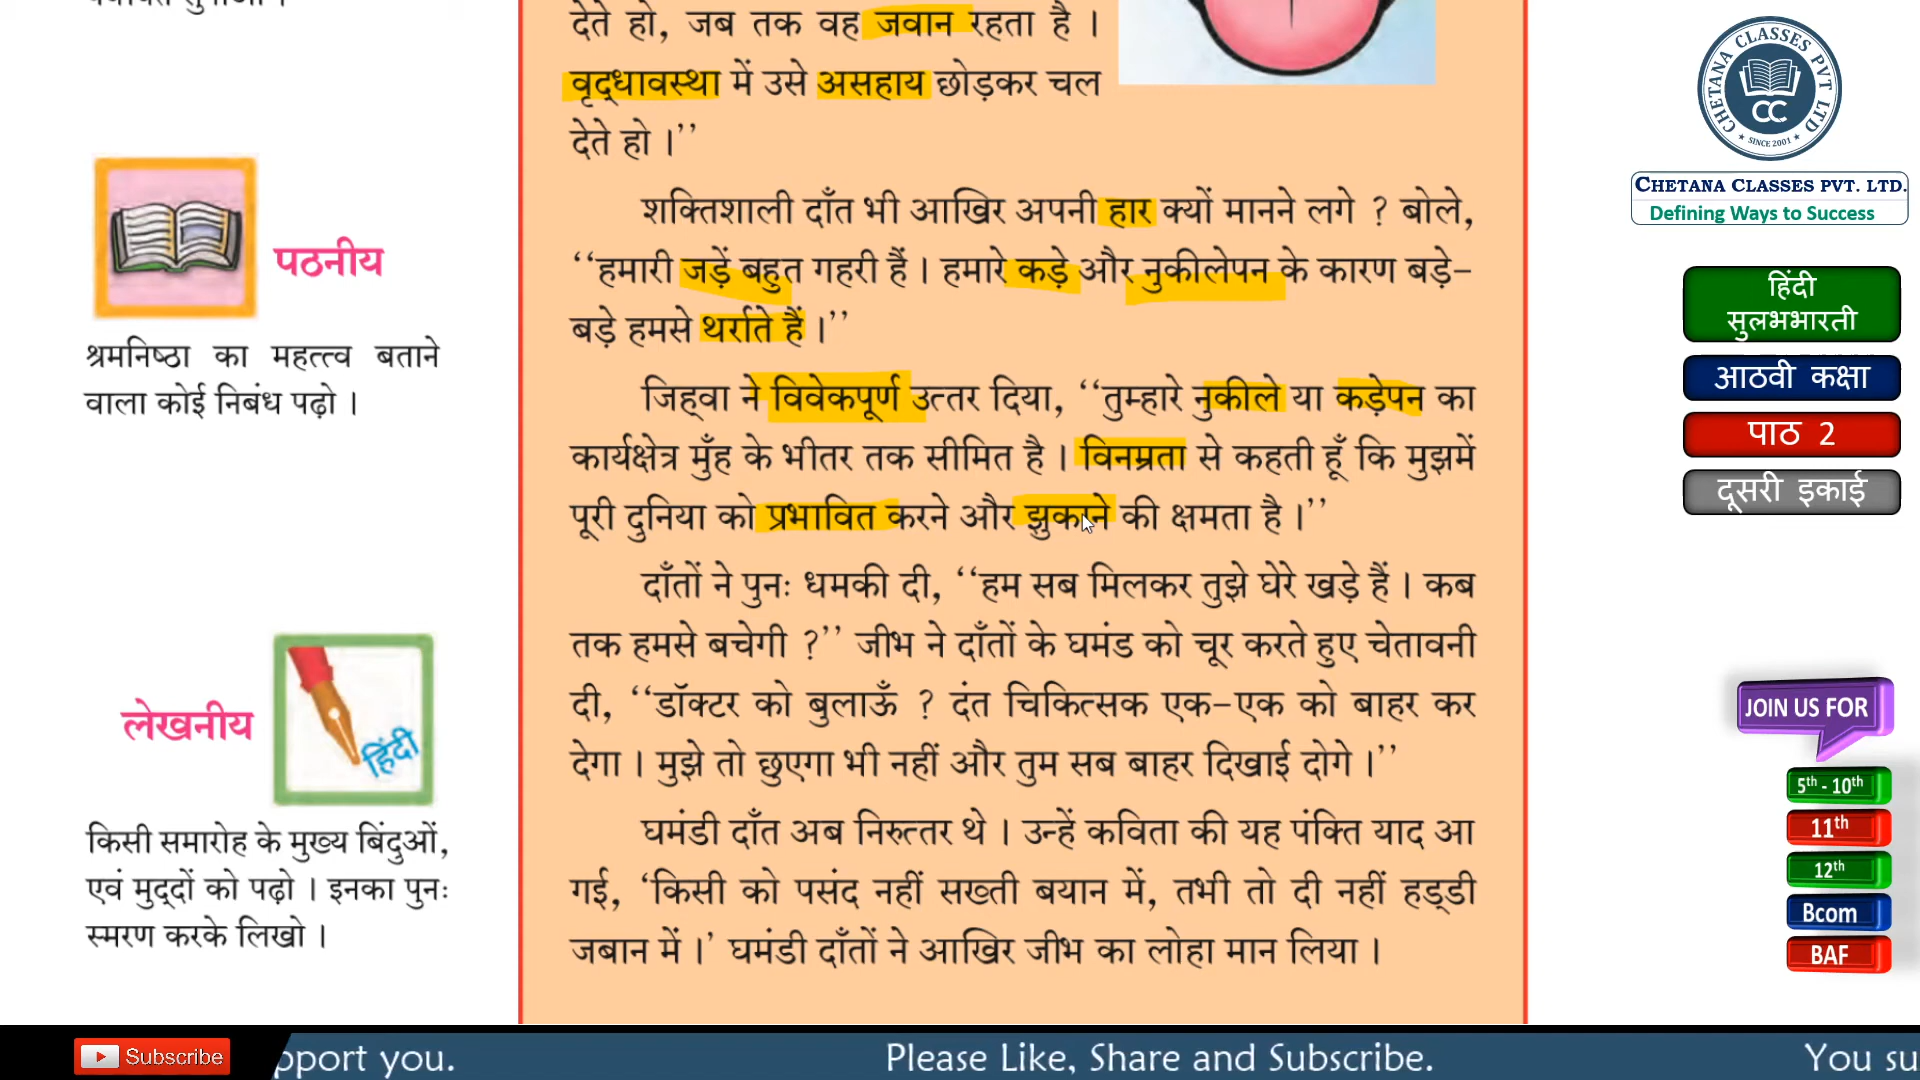 देते हो, जब तक वह जवान रहता है ।
वृद्धावस्था में उसे असहाय छोड़कर चल
देते हो ।’’
शक्तिशाली दाँत भी आखिर अपनी हार क्यों मानने लगे ? बोले,
‘‘हमारी जड़ें बहुत गहरी हैं । हमारे कड़े और नुकीलेपन के कारण बड़े-
बड़े हमसे थर्राते हैं ।’’
जिह्वा ने विवेकपूर्ण उत्तर दिया, ‘‘तुम्हारे नुकीले या कड़ेपन का
कार्यक्षेत्र मुँह के भीतर तक सीमित है । विनम्रता से कहती हूँ कि मुझमें
पूरी दुनिया को प्रभावित करने और झुकाने की क्षमता है ।’’
दाँतों ने पुनः धमकी दी, ‘‘हम सब मिलकर तुझे घेरे खड़े हैं । कब
तक हमसे बचेगी ?’’ जीभ ने दाँतों के घमंड को चूर करते हुए चेतावनी
दी, ‘‘डॉक्टर को बुलाऊँ ? दंत चिकित्सक एक-एक को बाहर कर
देगा । मुझे तो छुएगा भी नहीं और तुम सब बाहर दिखाई दोगे ।’’
घमंडी दाँत अब निरुत्तर थे । उन्हें कविता की यह पंक्ति याद आ
गई, ‘किसी को पसंद नहीं सख्ती बयान में, तभी तो दी नहीं हड्डी
जबान में ।’ घमंडी दाँतों ने आखिर जीभ का लोहा मान लिया ।
पठनीय
श्रमनिष्ठा का महत्त्व बताने
वाला कोई निबंध पढ़ो ।
लेखनीय
हिंदी
किसी समारोह के मुख्य बिंदुओं,
एवं मुद्दों को पढ़ो । इनका पुनः
स्मरण करके लिखो ।
CHETANA CLASSES PVT LTD
CC
SINCE 2001
CHETANA CLASSES PVT. LTD.
Defining Ways to Success
हिंदी
सुलभभारती
आठवी कक्षा
पाठ 2
दूसरी इकाई
JOIN US FOR
5th - 10th
11th
12th
Bcom
BAF
Subscribe
pport you.
Please Like, Share and Subscribe.
You su